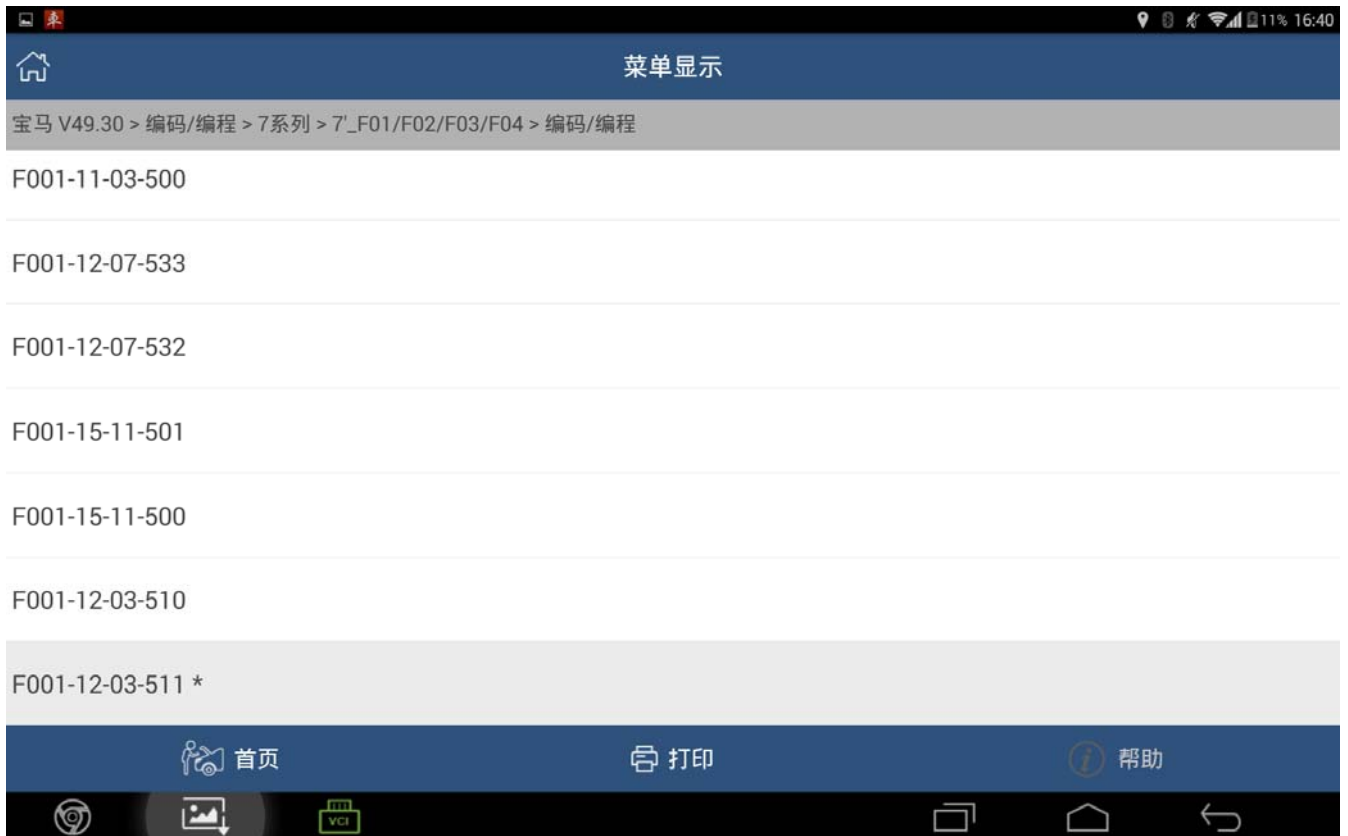 東 11% 16:40
菜单显示
宝马 V49.30 > 编码/编程 > 7系列 > 7'_F01/F02/F03/F04 > 编码/编程
F001-11-03-500
F001-12-07-533
F001-12-07-532
F001-15-11-501
F001-15-11-500
F001-12-03-510
F001-12-03-511 *
首页 打印 i 帮助
VCI